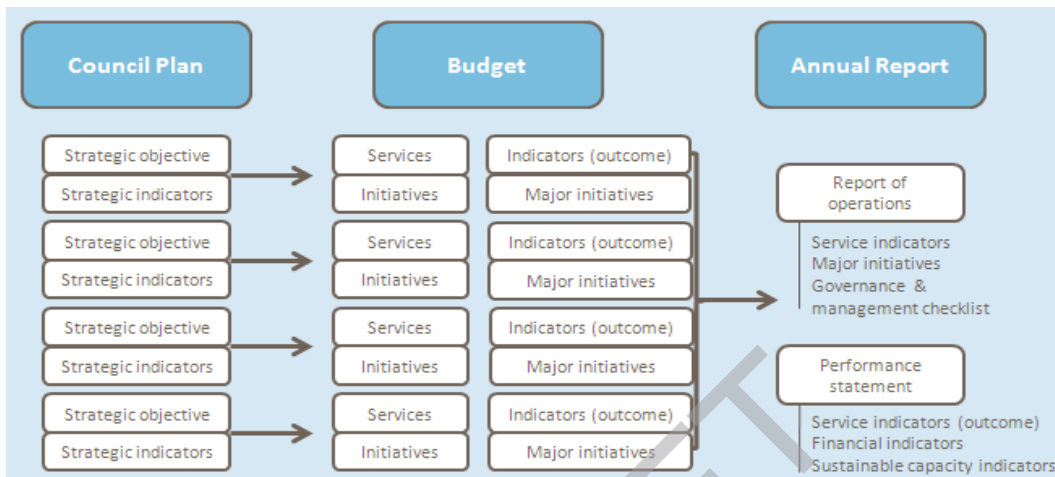 Council Plan
Budget
Annual Report
Strategic objective
Strategic indicators
Services
Initiatives
Indicators (outcome)
Major initiatives
Strategic objective
Strategic indicators
Services
Initiatives
Indicators (outcome)
Major initiatives
Strategic objective
Strategic indicators
Services
Initiatives
Indicators (outcome)
Major initiatives
Strategic objective
Strategic indicators
Services
Initiatives
Indicators (outcome)
Major initiatives
Report of
operations
Service indicators
Major initiatives
Governance &
management checklist
Performance
statement
Service indicators (outcome)
Financial indicators
Sustainable capacity indicators